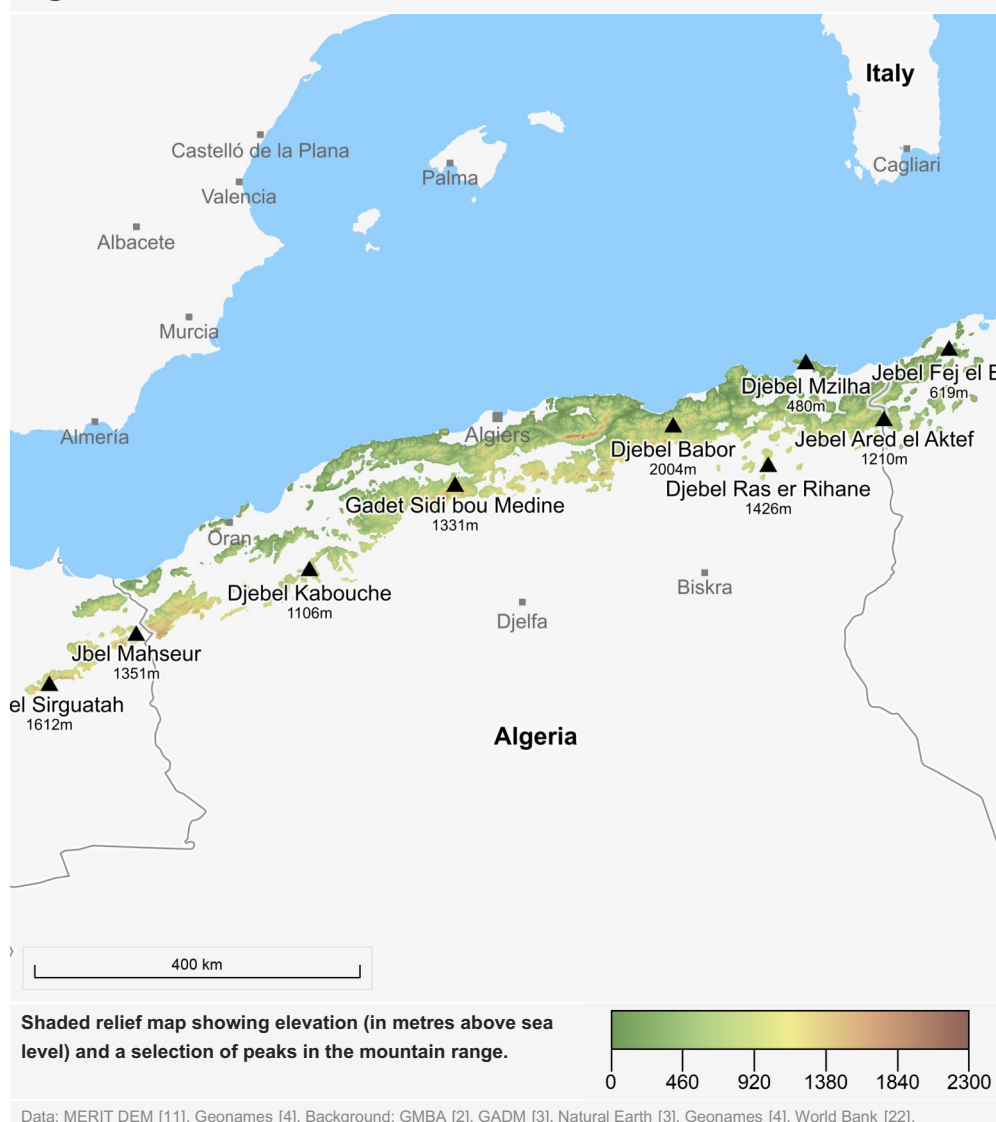 Italy
Castelló de la Plana
Palma
Cagliari
Valencia
Albacete
Murcia
Jebel Fej el
Djebel Mzilha
619m
480m
Almería
Algiers
Jebel Ared el Aktef
Djebel Babor
1210m
2004m
Djebel Ras er Rihane
Gadet Sidi bou Medine
1426m
1331m
Oran
Djebel Kabouche
Biskra
1106m
Djelfa
Jbel Mahseur
1351m
el Sirguatah
1612m
Algeria
400 km
Shaded relief map showing elevation (in metres above sea
level) and a selection of peaks in the mountain range.
0 460 920 1380 1840 2300
Data: MERIT DEM [11], Geonames [4]. Background: GMBA [2], GADM [3], Natural Earth [3], Geonames [4], World Bank [22].